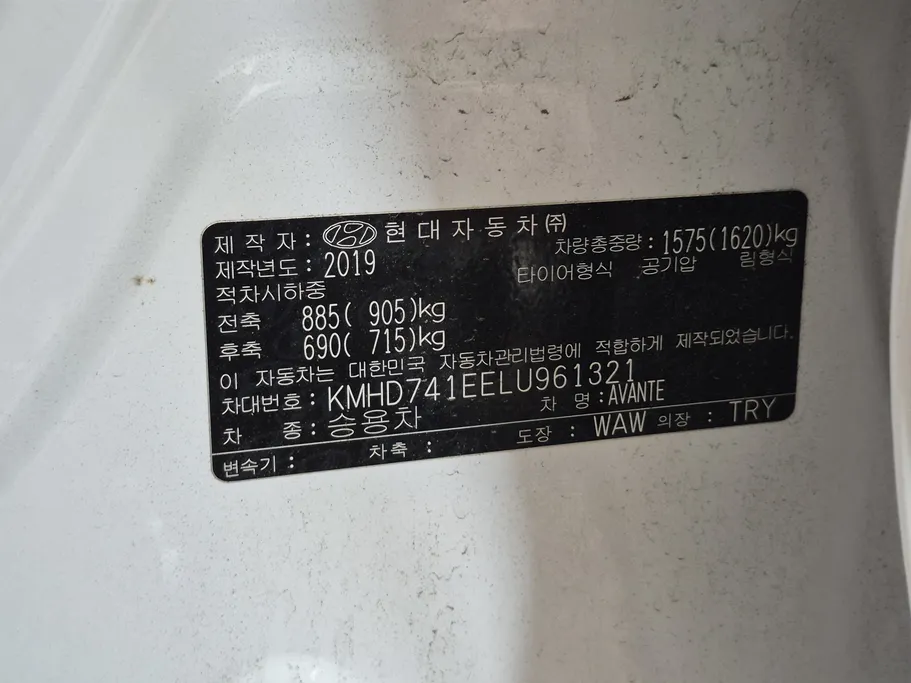 제 작 자 : 현대자동차㈜
차량총중량 : 1575(1620)kg
제작년도 : 2019
타이어형식 공기압 림형식
적차시하중
전축 885( 905)kg
후축 690( 715)kg
이 자동차는 대한민국 자동차관리법령에 적합하게 제작되었습니다.
차대번호 : KMHD741EELU961321
차 종 : 승용차 차 명 : AVANTE
변속기 : 차축 : 도장 : WAW 의장 : TRY